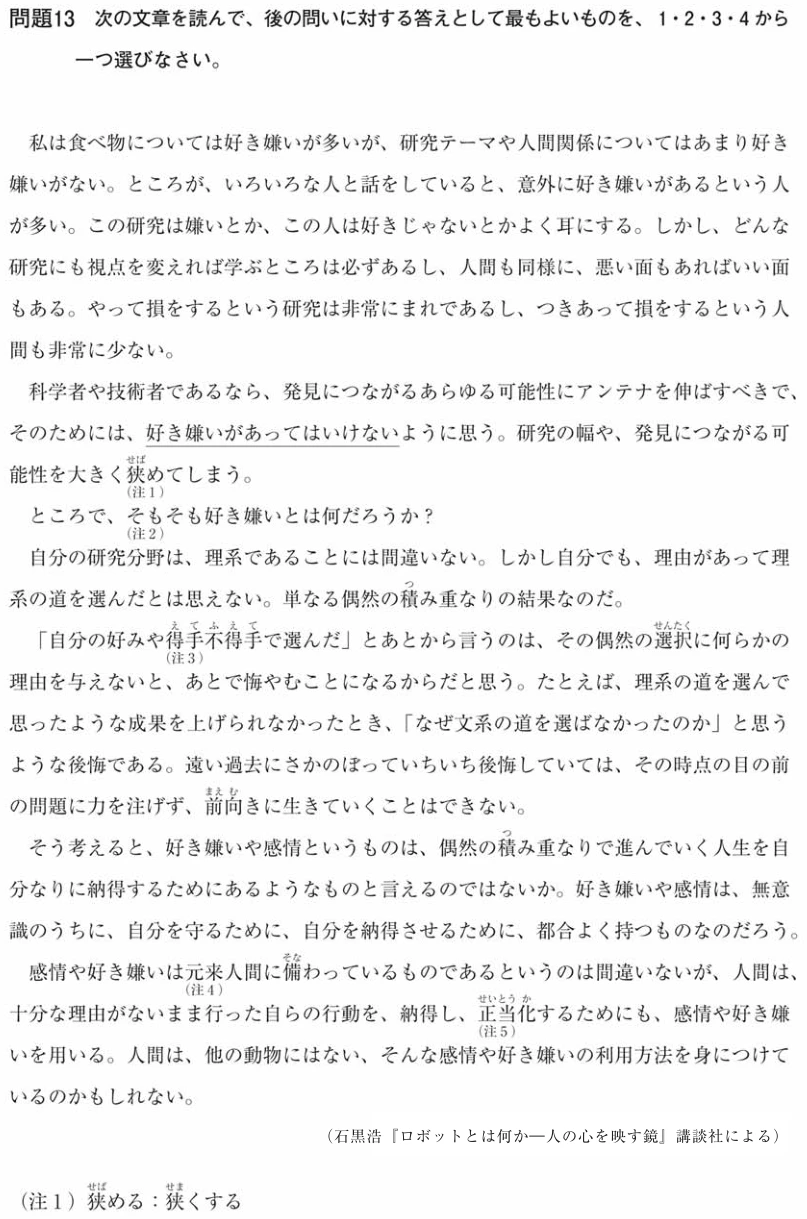 問題13　次の文章を読んで、後の問いに対する答えとして最もよいものを、1・2・3・4から
一つ選びなさい。
私は食べ物については好き嫌いが多いが、研究テーマや人間関係についてはあまり好き
嫌いがない。ところが、いろいろな人と話をしていると、意外に好き嫌いがあるという人
が多い。この研究は嫌いとか、この人は好きじゃないとかよく耳にする。しかし、どんな
研究にも視点を変えれば学ぶところは必ずあるし、人間も同様に、悪い面もあればいい面
もある。やって損をするという研究は非常にまれであるし、つきあって損をするという人
間も非常に少ない。
科学者や技術者であるなら、発見につながるあらゆる可能性にアンテナを伸ばすべきで、
そのためには、好き嫌いがあってはいけないように思う。研究の幅や、発見につながる可
せば
能性を大きく狭めてしまう。
(注1)
ところで、そもそも好き嫌いとは何だろうか？
(注2)
自分の研究分野は、理系であることには間違いない。しかし自分でも、理由があって理
つ
系の道を選んだとは思えない。単なる偶然の積み重なりの結果なのだ。
えてふえて　せんたく
「自分の好みや得手不得手で選んだ」とあとから言うのは、その偶然の選択に何らかの
(注3)
理由を与えないと、あとで悔やむことになるからだと思う。たとえば、理系の道を選んで
思ったような成果を上げられなかったとき、「なぜ文系の道を選ばなかったのか」と思う
ような後悔である。遠い過去にさかのぼっていちいち後悔していては、その時点の目の前
まえむ
の問題に力を注げず、前向きに生きていくことはできない。
つ
そう考えると、好き嫌いや感情というものは、偶然の積み重なりで進んでいく人生を自
分なりに納得するためにあるようなものと言えるのではないか。好き嫌いや感情は、無意
識のうちに、自分を守るために、自分を納得させるために、都合よく持つものなのだろう。
そな
感情や好き嫌いは元来人間に備わっているものであるというのは間違いないが、人間は、
(注4)
せいとうか
十分な理由がないまま行った自らの行動を、納得し、正当化するためにも、感情や好き嫌
(注5)
いを用いる。人間は、他の動物にはない、そんな感情や好き嫌いの利用方法を身につけて
いるのかもしれない。
（石黒浩『ロボットとは何か―人の心を映す鏡』講談社による）
せば　せま
（注1）狭める：狭くする